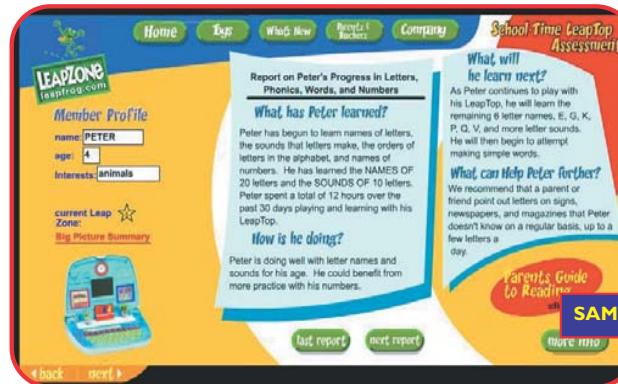 Home
Toys
What's New
Parents &
Teachers
Company
School Time LeapTop
Assessment
LEAPZONE
leapfrog.com
Member Profile
name: PETER
age: 4
Interests: animals
current Leap
Zone:
Big Picture Summary
Report on Peter's Progress in Letters,
Phonics, Words, and Numbers
What has Peter learned?
Peter has begun to learn names of letters,
the sounds that letters make, the orders of
letters in the alphabet, and names of
numbers. He has learned the NAMES OF
20 letters and the SOUNDS OF 10 letters.
Peter spent a total of 12 hours over the
past 30 days playing and learning with his
LeapTop.
How is he doing?
Peter is doing well with letter names and
sounds for his age. He could benefit from
more practice with his numbers.
What will
he learn next?
As Peter continues to play with
his LeapTop, he will learn the
remaining 6 letter names, E, G, K,
P, Q, V, and more letter sounds.
He will then begin to attempt
making simple words.
What can Help Peter further?
We recommend that a parent or
friend point out letters on signs,
newspapers, and magazines that Peter
doesn't know on a regular basis, up to a
few letters a
day.
Parents Guide
to Reading
SAM
last report
next report
more info
back
next